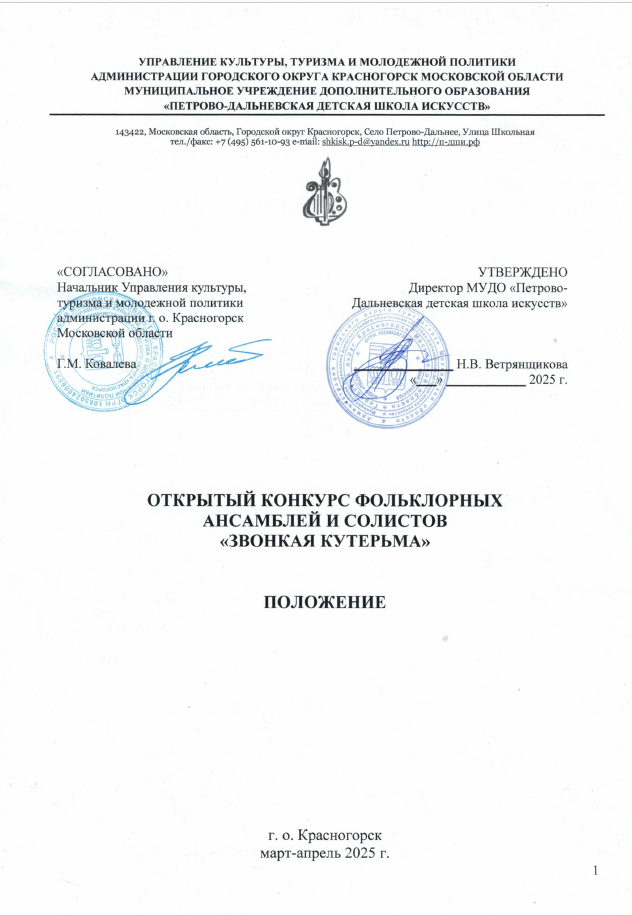 УПРАВЛЕНИЕ КУЛЬТУРЫ, ТУРИЗМА И МОЛОДЕЖНОЙ ПОЛИТИКИ
АДМИНИСТРАЦИИ ГОРОДСКОГО ОКРУГА КРАСНОГОРСК МОСКОВСКОЙ ОБЛАСТИ
МУНИЦИПАЛЬНОЕ УЧРЕЖДЕНИЕ ДОПОЛНИТЕЛЬНОГО ОБРАЗОВАНИЯ
«ПЕТРОВО-ДАЛЬНЕВСКАЯ ДЕТСКАЯ ШКОЛА ИСКУССТВ»
143422, Московская область, Городской округ Красногорск, Село Петрово-Дальнее, Улица Школьная
тел./факс: +7 (495) 561-10-93 e-mail: shkisk.p-d@yandex.ru http://п-дши.рф
«СОГЛАСОВАНО»
Начальник Управления культуры,
туризма и молодежной политики
администрации г. о. Красногорск
Московской области
Г.М. Ковалева
УТВЕРЖДЕНО
Директор МУДО «Петрово-
Дальневская детская школа искусств»
_______________ Н.В. Ветрянщикова
«___» ____________ 2025 г.
ОТКРЫТЫЙ КОНКУРС ФОЛЬКЛОРНЫХ
АНСАМБЛЕЙ И СОЛИСТОВ
«ЗВОНКАЯ КУТЕРЬМА»
ПОЛОЖЕНИЕ
г. о. Красногорск
март-апрель 2025 г.
1